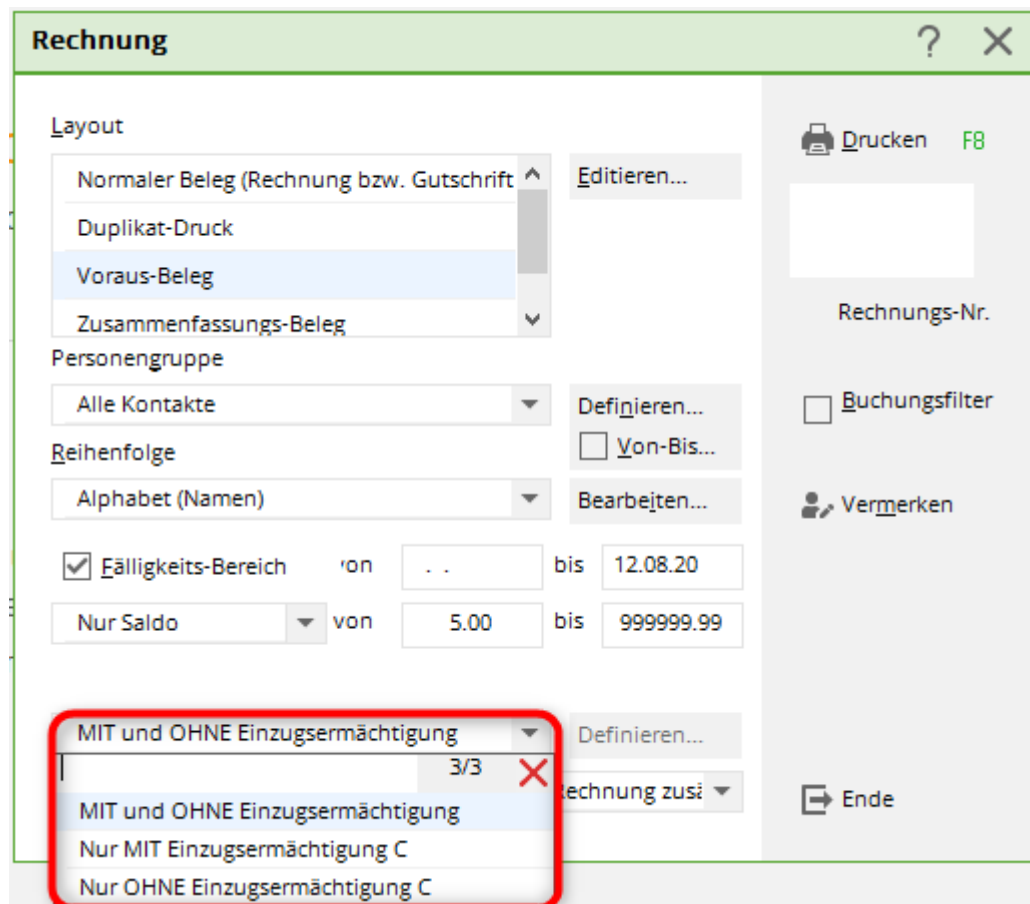 Rechnung
Layout
Normaler Beleg (Rechnung bzw. Gutschrift
Duplikat-Druck
Voraus-Beleg
Zusammenfassungs-Beleg
Editieren...
Personengruppe
Alle Kontakte
Definieren...
Von-Bis...
Reihenfolge
Alphabet (Namen)
Bearbeiten...
Fälligkeits-Bereich von . . bis 12.08.20
Nur Saldo von 5.00 bis 999999.99
MIT und OHNE Einzugsermächtigung
Definieren...
3/3
MIT und OHNE Einzugsermächtigung
Nur MIT Einzugsermächtigung C
Nur OHNE Einzugsermächtigung C
Rechnung
Drucken F8
Rechnungs-Nr.
Buchungsfilter
Vermerken
Ende